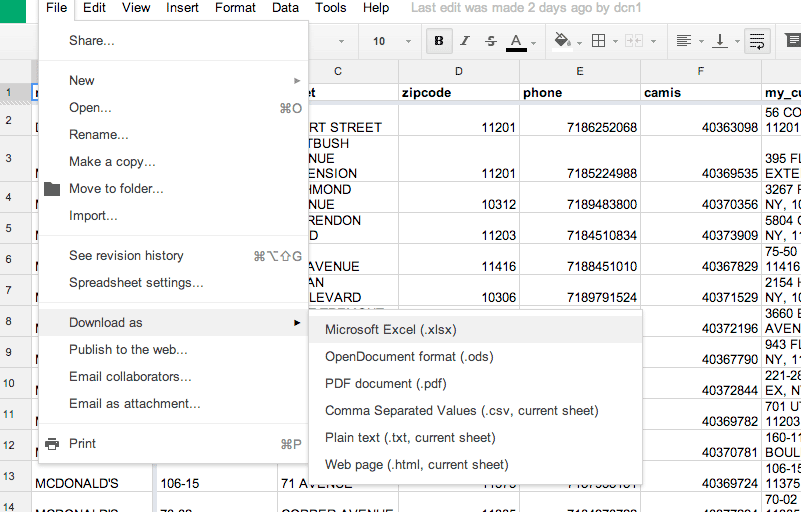 File Edit View Insert Format Data Tools Help Last edit was made 2 days ago by dcn1
Share...
10 B I S A
New
Open... ⌘O
Rename...
Make a copy...
Move to folder...
Import...
See revision history ⌘⌥⇧G
Spreadsheet settings...
Download as
Publish to the web...
Email collaborators...
Email as attachment...
Print ⌘P
Microsoft Excel (.xlsx)
OpenDocument format (.ods)
PDF document (.pdf)
Comma Separated Values (.csv, current sheet)
Plain text (.txt, current sheet)
Web page (.html, current sheet)
C D E F
1 zipcode phone camis my_cu
2 RT STREET 11201 7186252068 40363098 56 CO
11201
3 TBUSH
NUE
ENSION 11201 7185224988 40369535 395 FL
EXTE
4 HMOND
NUE 10312 7189483800 40370356 3267 F
NY, 10
5 RENDON
D 11203 7184510834 40373909 5804 C
NY, 11
6 AVENUE 11416 7188451010 40367829 75-50
11416
7 AN
LEVARD 10306 7189791524 40371529 2154 H
NY, 10
8 40372196 3660 E
AVEN
9 40367790 943 FL
NY, 11
10 40372844 221-28
EX, N
11 40369782 701 UT
11203
12 40370781 160-1
BOUL
13 MCDONALD'S 106-15 71 AVENUE 40369724 106-15
11375
14 70-02